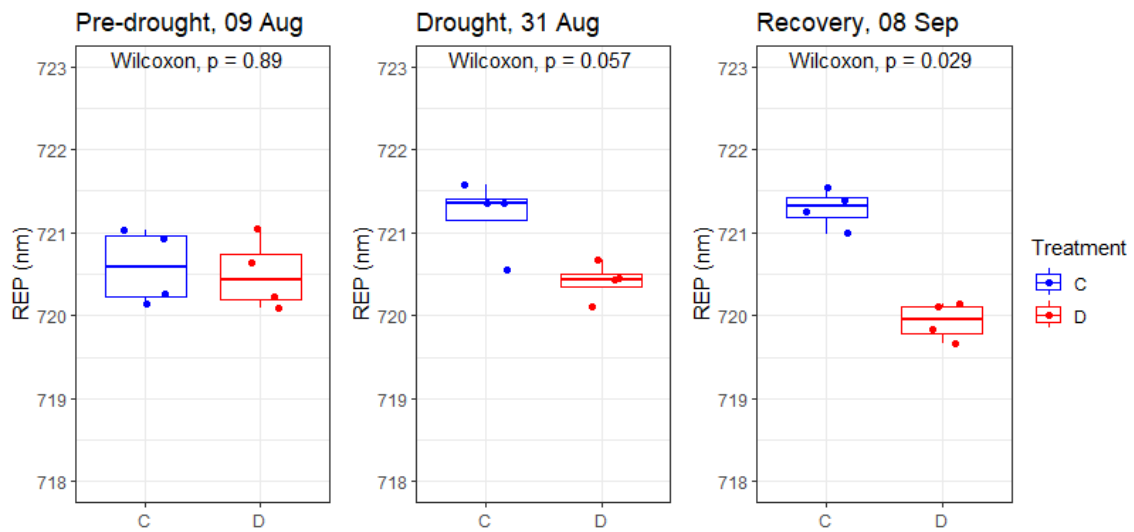 Pre-drought, 09 Aug
Wilcoxon, p = 0.89
723
722
721
720
719
718
REP (nm)
C
D
Drought, 31 Aug
Wilcoxon, p = 0.057
723
722
721
720
719
718
REP (nm)
C
D
Recovery, 08 Sep
Wilcoxon, p = 0.029
723
722
721
720
719
718
REP (nm)
C
D
Treatment
C
D